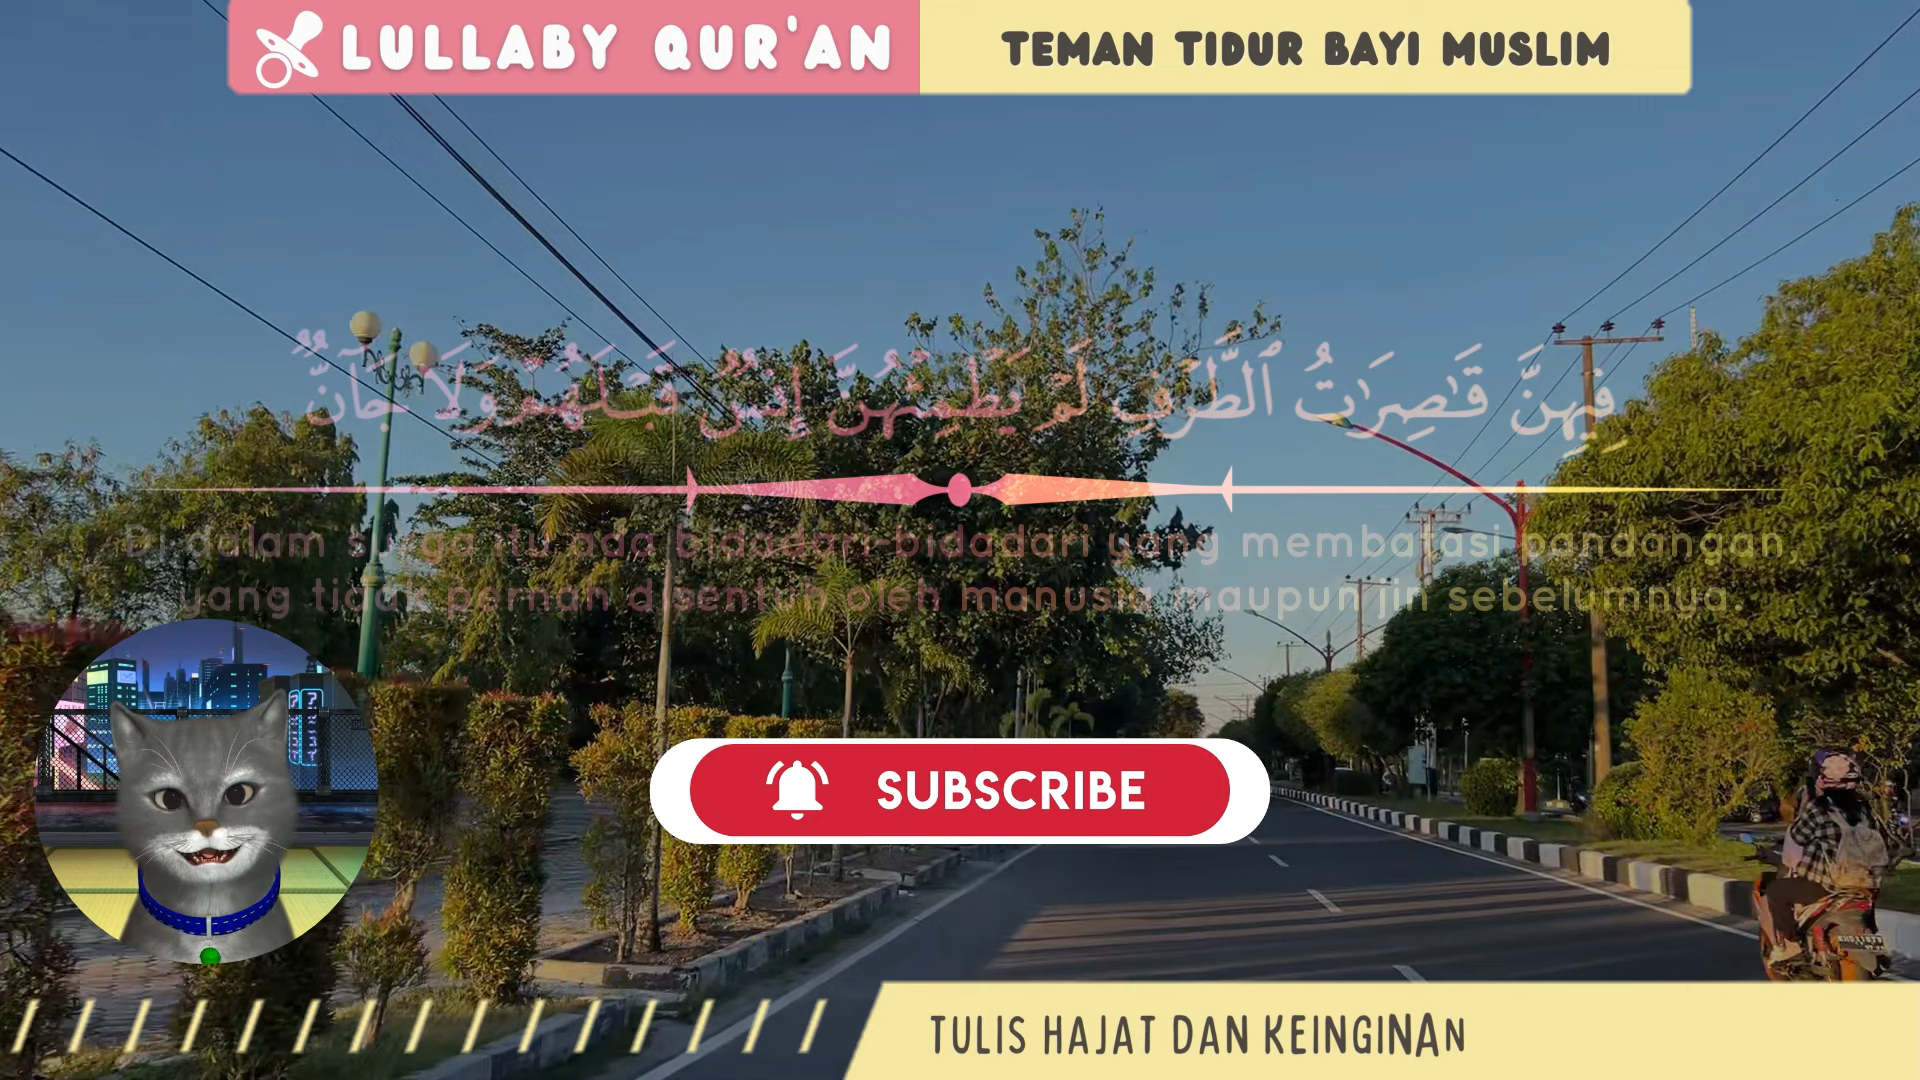 LULLABY QUR'AN
TEMAN TIDUR BAYI MUSLIM
فِيهِنَّ قَٰصِرَٰتُ ٱلطَّرْفِ لَمْ يَطْمِثْهُنَّ إِنسٌ قَبْلَهُمْ وَلَا جَآنٌّ
Di dalam surga itu ada bidadari-bidadari yang membatasi pandangan,
yang tidak pernah disentuh oleh manusia maupun jin sebelumnya.
SUBSCRIBE
TULIS HAJAT DAN KEINGINAN